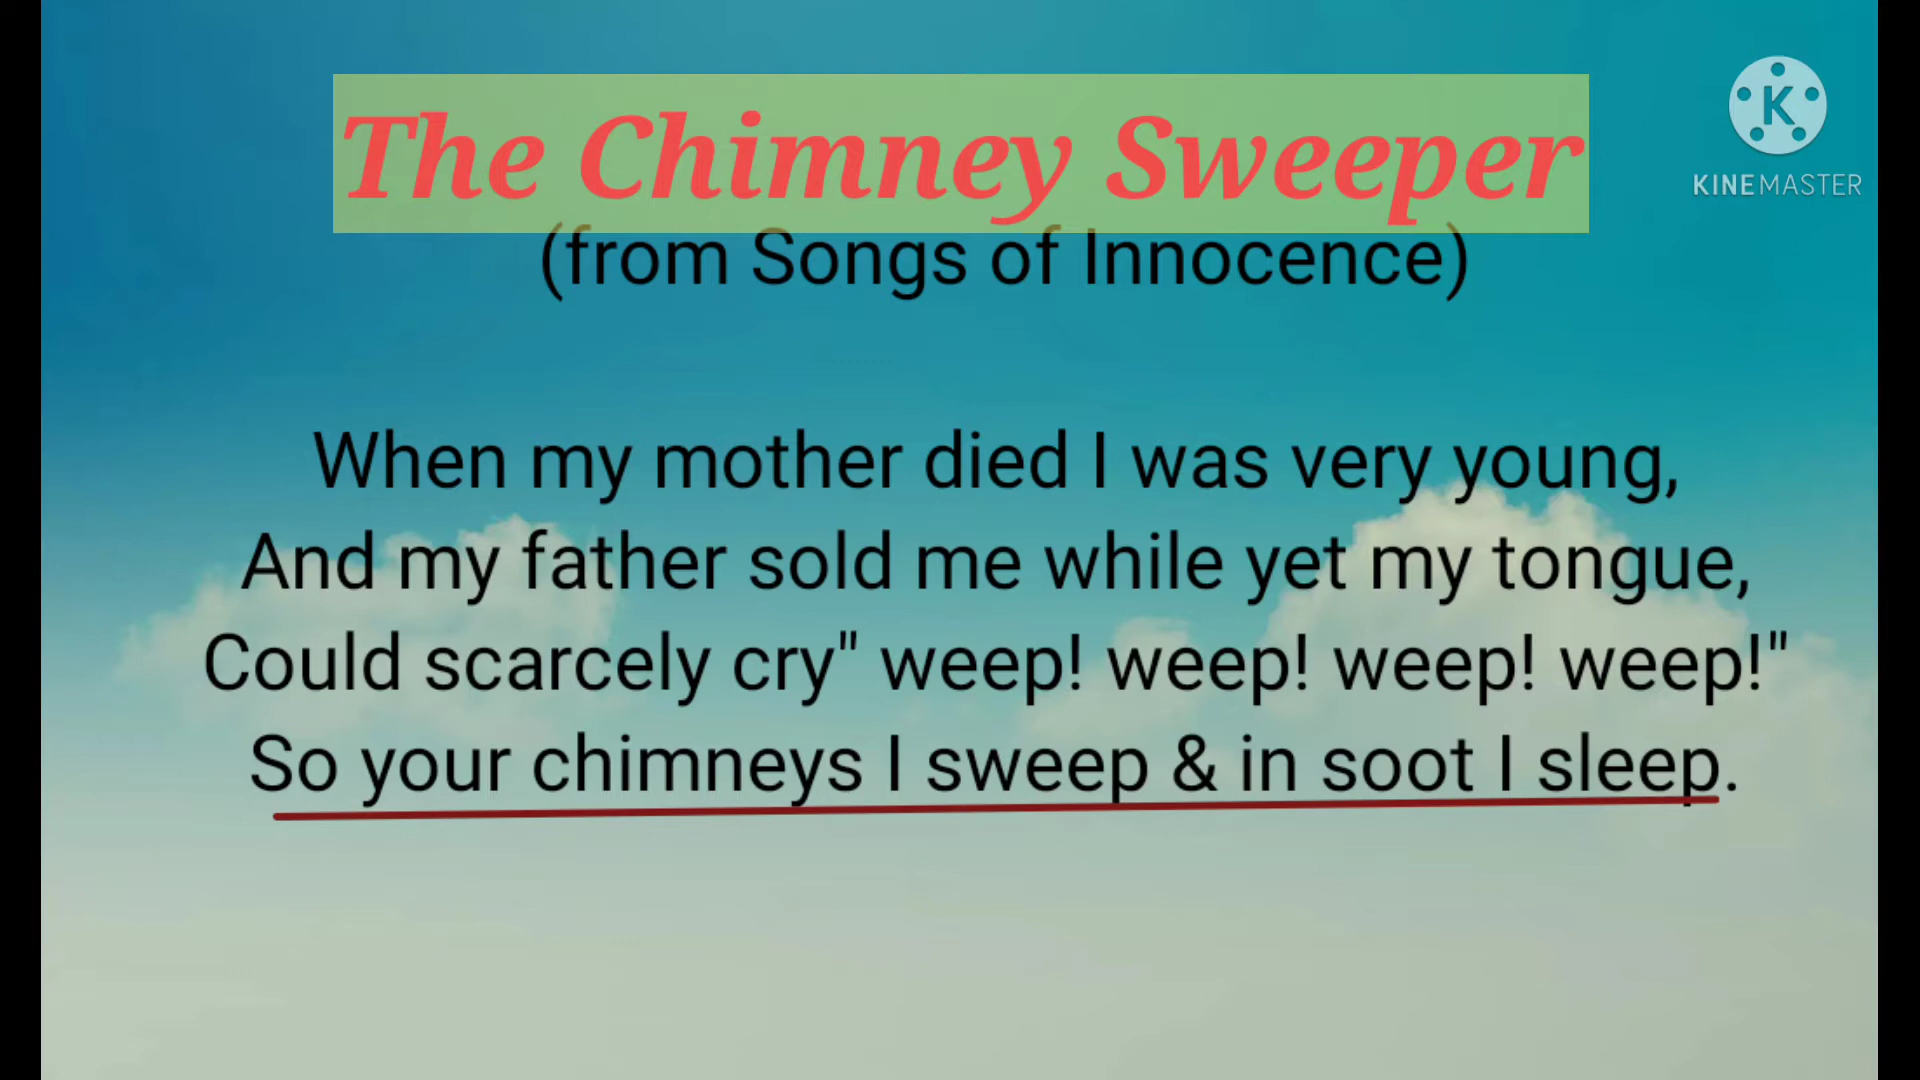 The Chimney Sweeper
KINEMASTER
(from Songs of Innocence)
When my mother died I was very young,
And my father sold me while yet my tongue,
Could scarcely cry" weep! weep! weep! weep!"
So your chimneys I sweep & in soot I sleep.